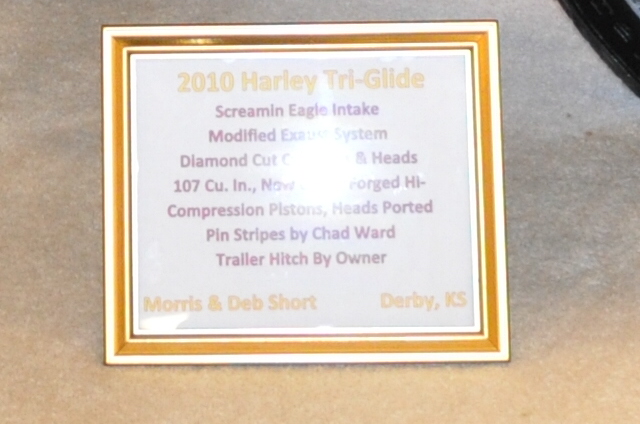 2010 Harley Tri-Glide
Screamin Eagle Intake
Modified Exaust System
Diamond Cut & Heads
107 Cu. In., Now Forged Hi-
Compression Pistons, Heads Ported
Pin Stripes by Chad Ward
Trailer Hitch By Owner
Morris & Deb Short Derby, KS